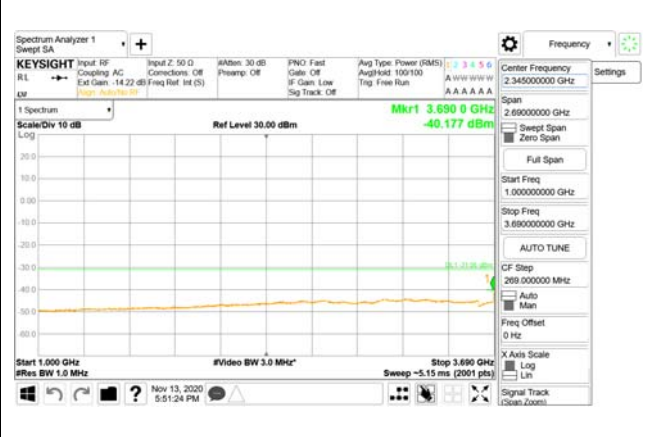 Spectrum Analyzer 1
Swept SA
Frequency
KEYSIGHT
RL
Input: RF
Coupling: AC
Ext Gain: -14.22 dB
Align: Auto/No RF
Input Z: 50 Ω
Corrections: Off
Freq Ref: Int (S)
#Atten: 30 dB
Preamp: Off
PNO: Fast
Gate: Off
IF Gain: Low
Sig Track: Off
Avg Type: Power (RMS)
Avg|Hold: 100/100
Trig: Free Run
1 2 3 4 5 6
A W W W W W
A A A A A A
1 Spectrum
Scale/Div 10 dB
Log
Ref Level 30.00 dBm
Mkr1 3.690 0 GHz
-40.177 dBm
20.0
10.0
0.00
-10.0
-20.0
-30.0
-40.0
-50.0
-60.0
1
Start 1.000 GHz
#Res BW 1.0 MHz
#Video BW 3.0 MHz*
Stop 3.690 GHz
Sweep ~5.15 ms (2001 pts)
Nov 13, 2020
5:51:24 PM
Center Frequency
2.345000000 GHz
Settings
Span
2.69000000 GHz
Swept Span
Zero Span
Full Span
Start Freq
1.000000000 GHz
Stop Freq
3.690000000 GHz
AUTO TUNE
CF Step
269.000000 MHz
Auto
Man
Freq Offset
0 Hz
X Axis Scale
Log
Lin
Signal Track
(Span Zoom)